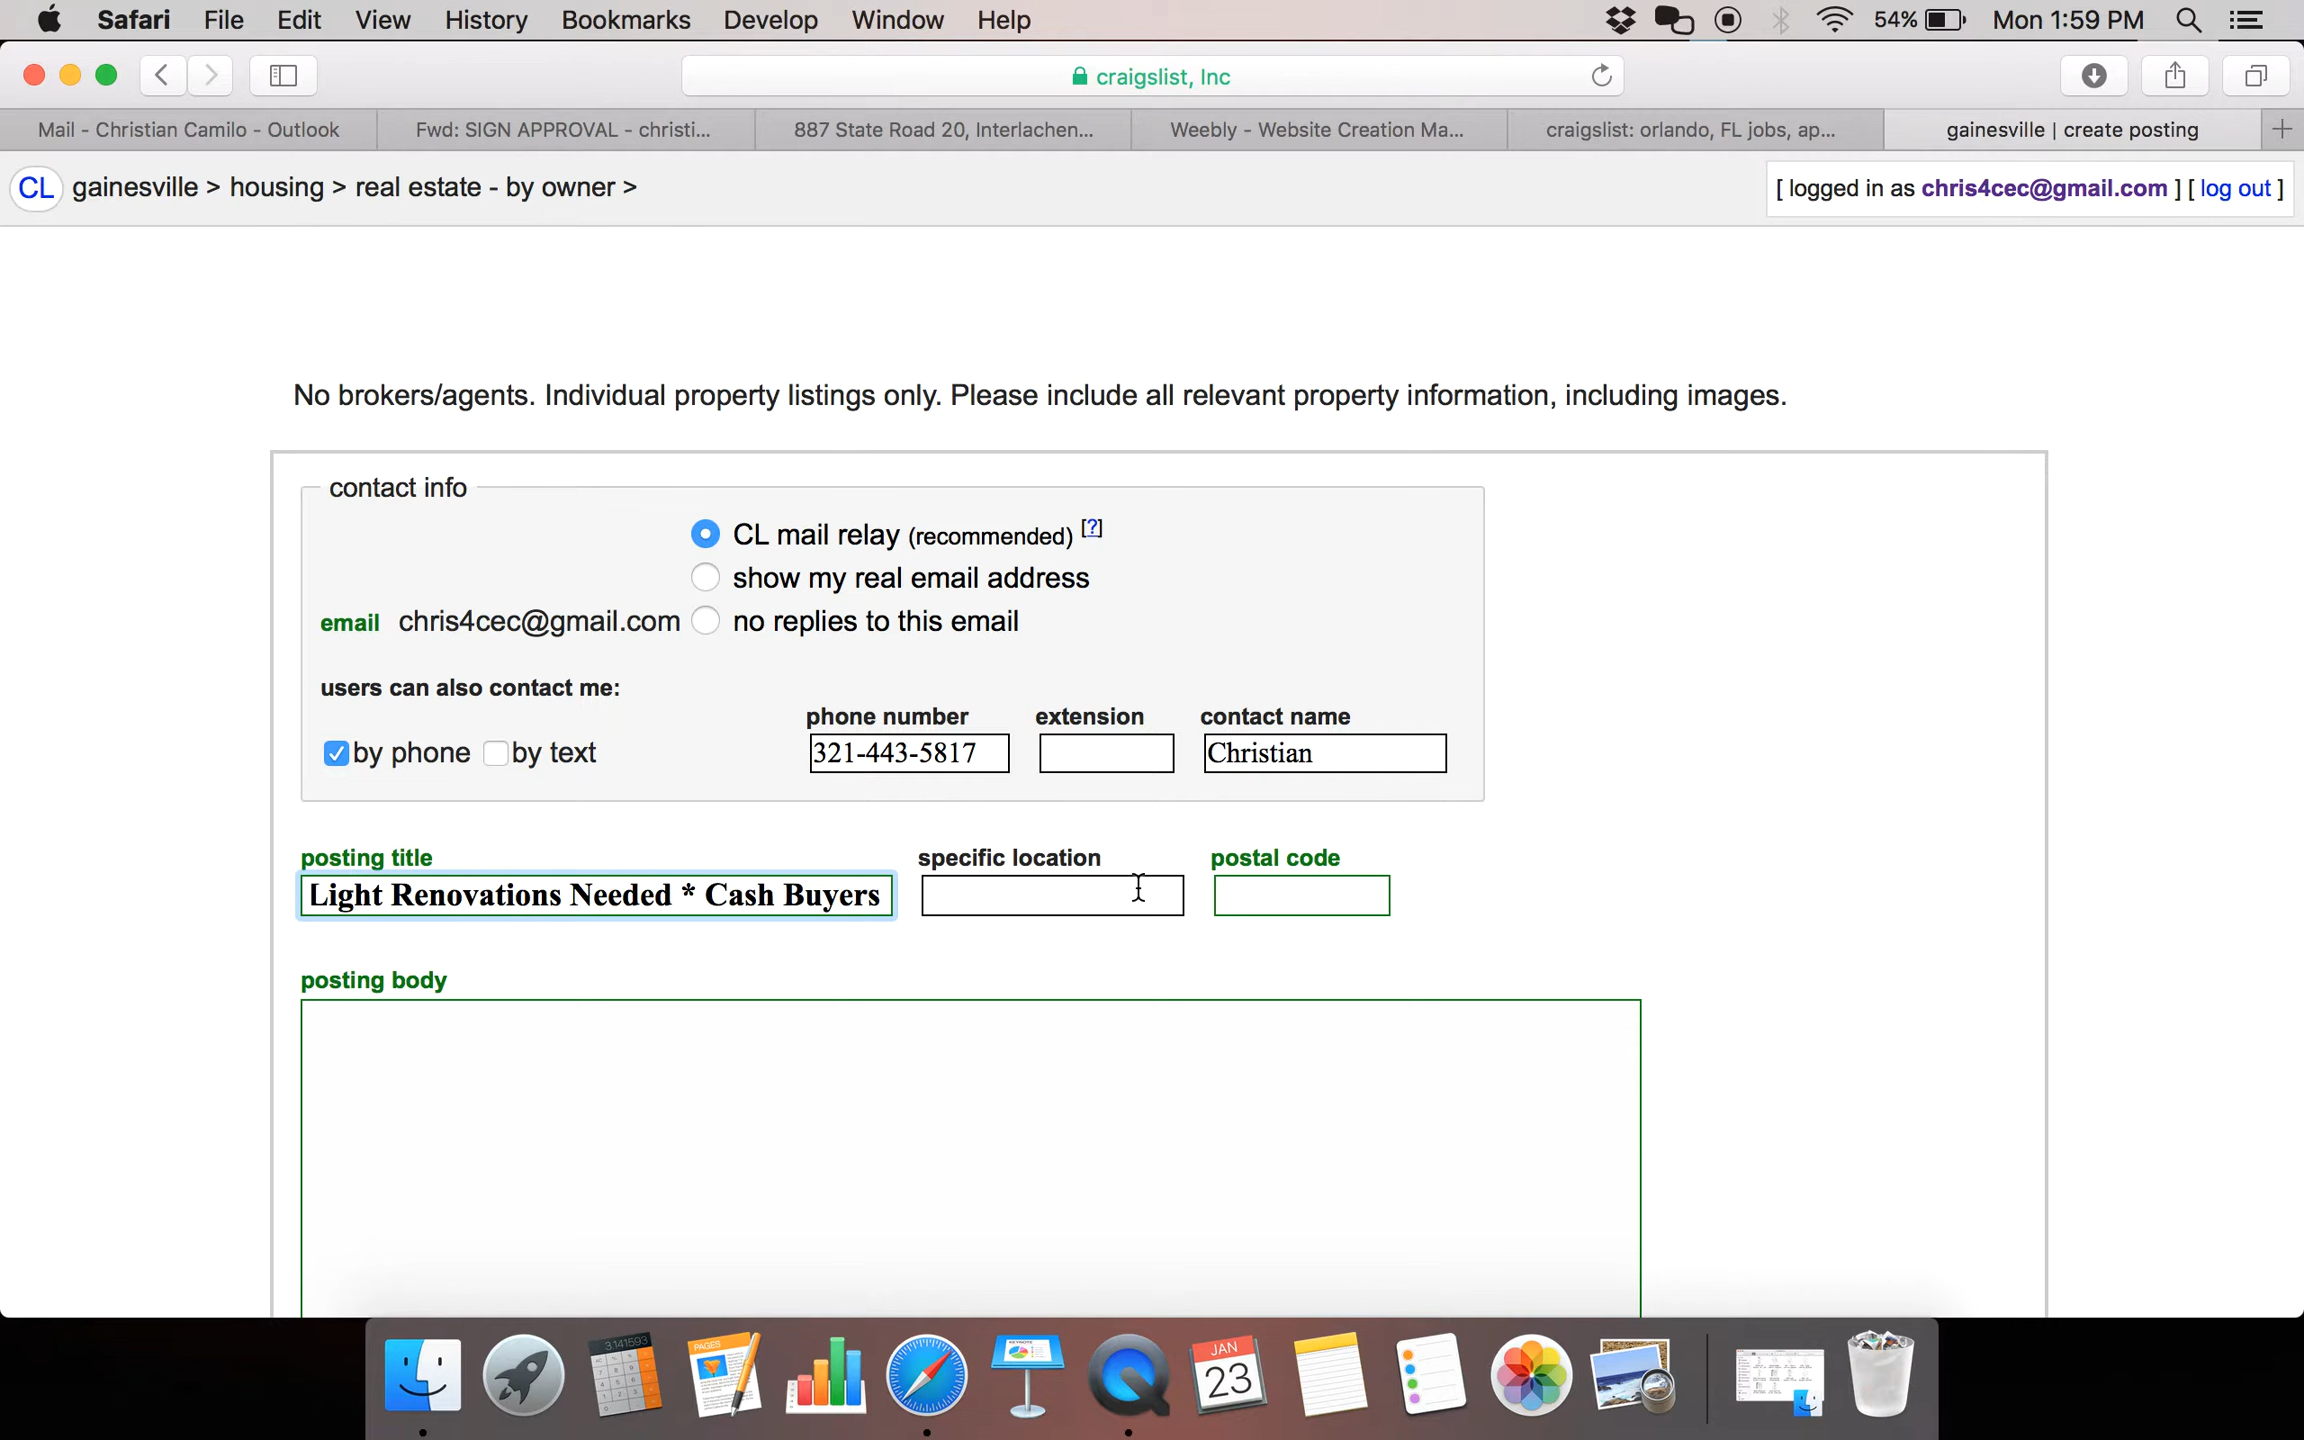 Safari File Edit View History Bookmarks Develop Window Help 54% Mon 1:59 PM
craigslist, Inc
Mail - Christian Camilo - Outlook Fwd: SIGN APPROVAL - christi... 887 State Road 20, Interlachen... Weebly - Website Creation Ma... craigslist: orlando, FL jobs, ap... gainesville | create posting
CL gainesville > housing > real estate - by owner > [ logged in as chris4cec@gmail.com ] [ log out ]
No brokers/agents. Individual property listings only. Please include all relevant property information, including images.
contact info
CL mail relay (recommended) [?]
show my real email address
email chris4cec@gmail.com no replies to this email
users can also contact me:
phone number extension contact name
by phone by text 321-443-5817 Christian
posting title specific location postal code
Light Renovations Needed * Cash Buyers
posting body
3.141593
PAGES
KEYNOTE
JAN
23